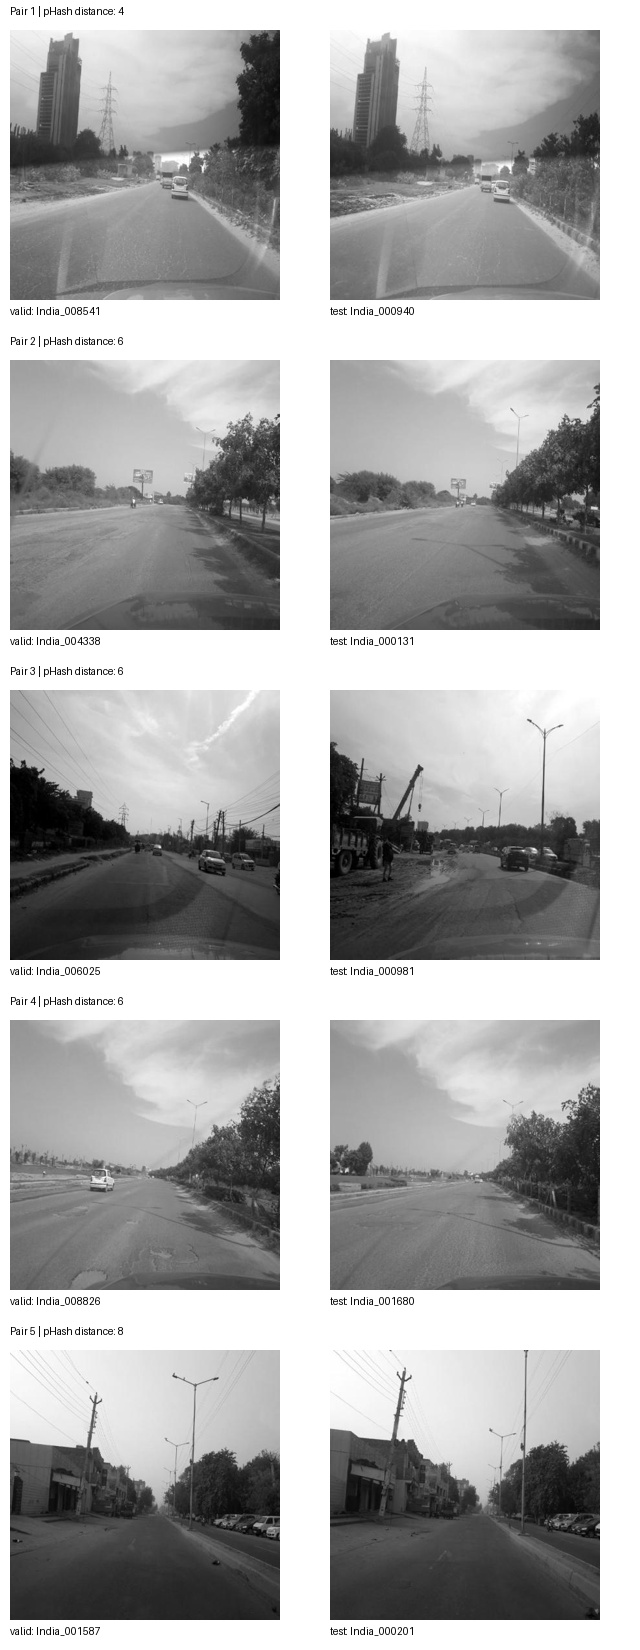 Pair 1 | pHash distance: 4
valid: India_008541
test: India_000940
Pair 2 | pHash distance: 6
valid: India_004338
test: India_000131
Pair 3 | pHash distance: 6
valid: India_006025
test: India_000981
Pair 4 | pHash distance: 6
valid: India_008826
test: India_001680
Pair 5 | pHash distance: 8
valid: India_001587
test: India_000201